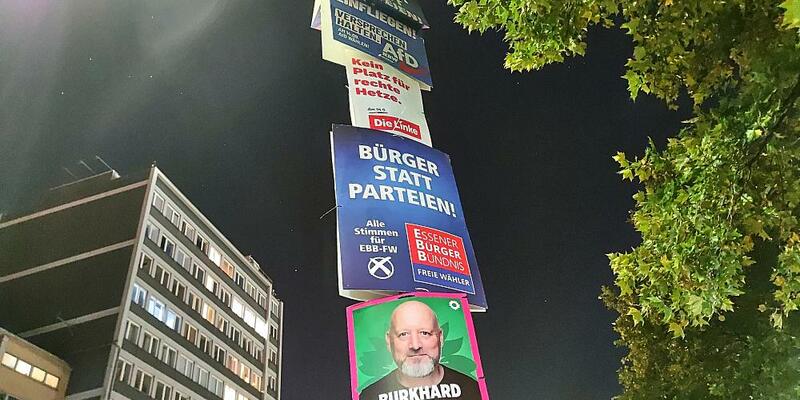 EINFLIEGEN!
VERSPRECHEN
HALTEN!
AfD
Kein
Platz für
rechte
Hetze.
Die Linke
BÜRGER
STATT
PARTEIEN!
Alle
Stimmen
für
EBB-FW
ESSENER
BÜRGER
BÜNDNIS
FREIE WÄHLER
BURKHARD